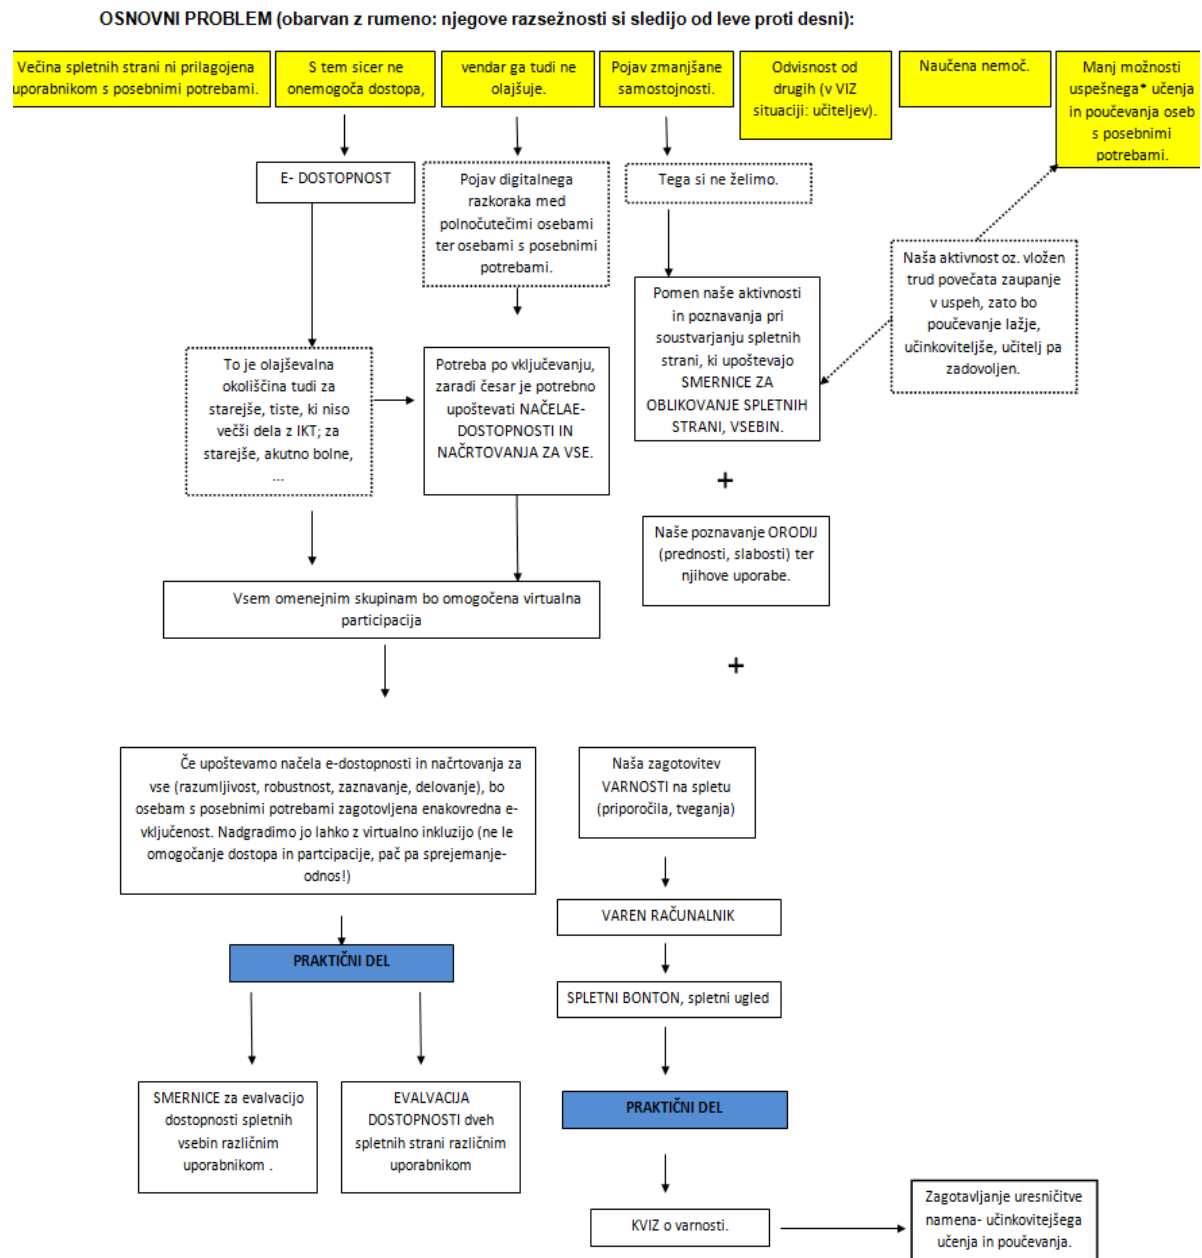 OSNOVNI PROBLEM (obarvan z rumeno: njegove razsežnosti si sledijo od leve proti desni):
Večina spletnih strani ni prilagojena
uporabnikom s posebnimi potrebami.
S tem sicer ne
onemogoča dostopa,
vendar ga tudi ne
olajšuje.
Pojav zmanjšane
samostojnosti.
Odvisnost od
drugih (v VIZ
situaciji: učiteljev).
Naučena nemoč.
Manj možnosti
uspešnega* učenja
in poučevanja oseb
s posebnimi
potrebami.
E- DOSTOPNOST
Pojav digitalnega
razkoraka med
polnočutečimi osebami
ter osebami s posebnimi
potrebami.
Tega si ne želimo.
Naša aktivnost oz. vložen
trud povečata zaupanje
v uspeh, zato bo
poučevanje lažje,
učinkoviteljše, učitelj pa
zadovoljen.
Pomen naše aktivnosti
in poznavanja pri
soustvarjanju spletnih
strani, ki upoštevajo
SMERNICE ZA
OBLIKOVANJE SPLETNIH
STRANI, VSEBIN.
To je olajševalna
okoliščina tudi za
starejše, tiste, ki niso
večši dela z IKT; za
starejše, akutno bolne,
...
Potreba po vključevanju,
zaradi česar je potrebno
upoštevati NAČELAE-
DOSTOPNOSTI IN
NAČRTOVANJA ZA VSE.
+
Naše poznavanje ORODIJ
(prednosti, slabosti) ter
njihove uporabe.
Vsem omenejnim skupinam bo omogočena virtualna
participacija
+
Če upoštevamo načela e-dostopnosti in načrtovanja za
vse (razumljivost, robustnost, zaznavanje, delovanje), bo
osebam s posebnimi potrebami zagotovljena enakovredna e-
vključenost. Nadgradimo jo lahko z virtualno inkluzijo (ne le
omogočanje dostopa in partcipacije, pač pa sprejemanje-
odnos!)
Naša zagotovitev
VARNOSTI na spletu
(priporočila, tveganja)
VAREN RAČUNALNIK
PRAKTIČNI DEL
SPLETNI BONTON, spletni ugled
SMERNICE za evalvacijo
dostopnosti spletnih
vsebin različnim
uporabnikom .
EVALVACIJA
DOSTOPNOSTI dveh
spletnih strani različnim
uporabnikom
PRAKTIČNI DEL
KVIZ o varnosti.
Zagotavljanje uresničitve
namena- učinkovitejšega
učenja in poučevanja.